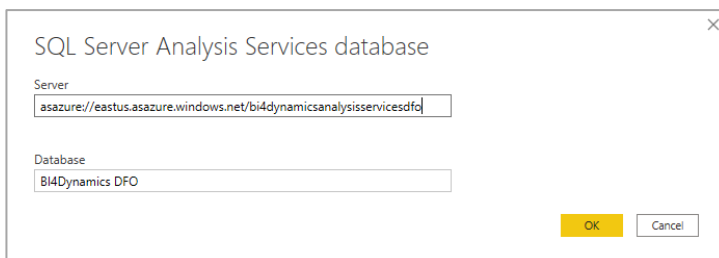 SQL Server Analysis Services database
Server
asazure://eastus.asazure.windows.net/bi4dynamicsanalysisservicesdfo
Database
BI4Dynamics DFO
OK Cancel